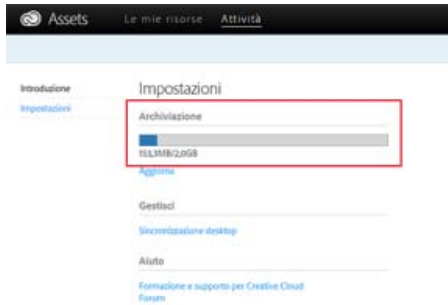 Assets
Le mie risorse
Attività
Introduzione
Impostazioni
Impostazioni
Archiviazione
153,3MB/2,0GB
Aggiorna
Gestisci
Sincronizzazione desktop
Aiuto
Formazione e supporto per Creative Cloud
Forum